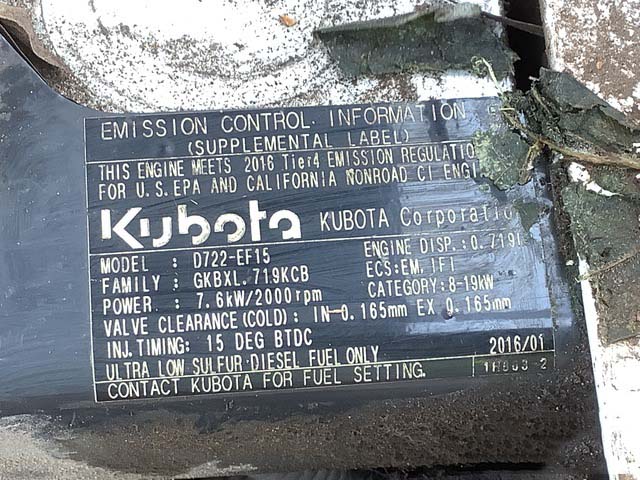 EMISSION CONTROL INFORMATION
(SUPPLEMENTAL LABEL)
THIS ENGINE MEETS 2016 Tier4 EMISSION REGULATIO
FOR U.S.EPA AND CALIFORNIA NONROAD CI ENGI
Kubota KUBOTA Corporatio
MODEL : D722-EF15 ENGINE DISP.:0.719l
FAMILY : GKBXL.719KCB ECS:EM,IFI
POWER : 7.6kW/2000rpm CATEGORY:8-19kW
VALVE CLEARANCE(COLD): IN 0.165mm EX 0.165mm
INJ.TIMING: 15 DEG BTDC
ULTRA LOW SULFUR DIESEL FUEL ONLY 2016/01
CONTACT KUBOTA FOR FUEL SETTING.